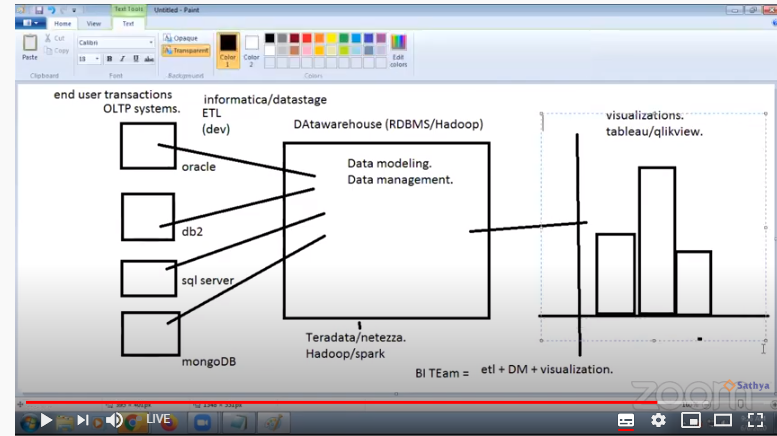 Text Tools
Untitled - Paint
Home
View
Text
Paste
Cut
Copy
Clipboard
Calibri
18
B I U abc
Font
Opaque
Transparent
Background
Color
1
Color
2
Edit
colors
Colors
end user transactions
OLTP systems.
informatica/datastage
ETL
(dev)
DAtawarehouse (RDBMS/Hadoop)
visualizations.
tableau/qlikview.
Data modeling.
Data management.
oracle
db2
sql server
mongoDB
Teradata/netezza.
Hadoop/spark
BI TEam = etl + DM + visualization.
Sathya
zoom
LIVE